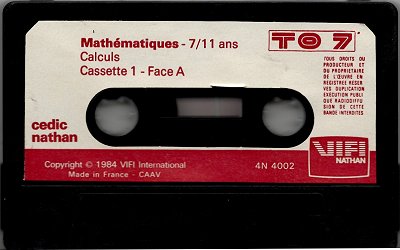 Mathématiques - 7/11 ans
Calculs
Cassette 1 - Face A
TO 7
TOUS DROITS DU
PRODUCTEUR ET
DU PROPRIETAIRE
DE L'ŒUVRE EN
REGISTREE RESER
VES DUPLICATION
EXECUTION PUBLI
QUE RADIODIFFU
SION DE CETTE
BANDE INTERDITES
cedic
nathan
VIFI
NATHAN
Copyright © 1984 VIFI International
4N 4002
Made in France - CAAV